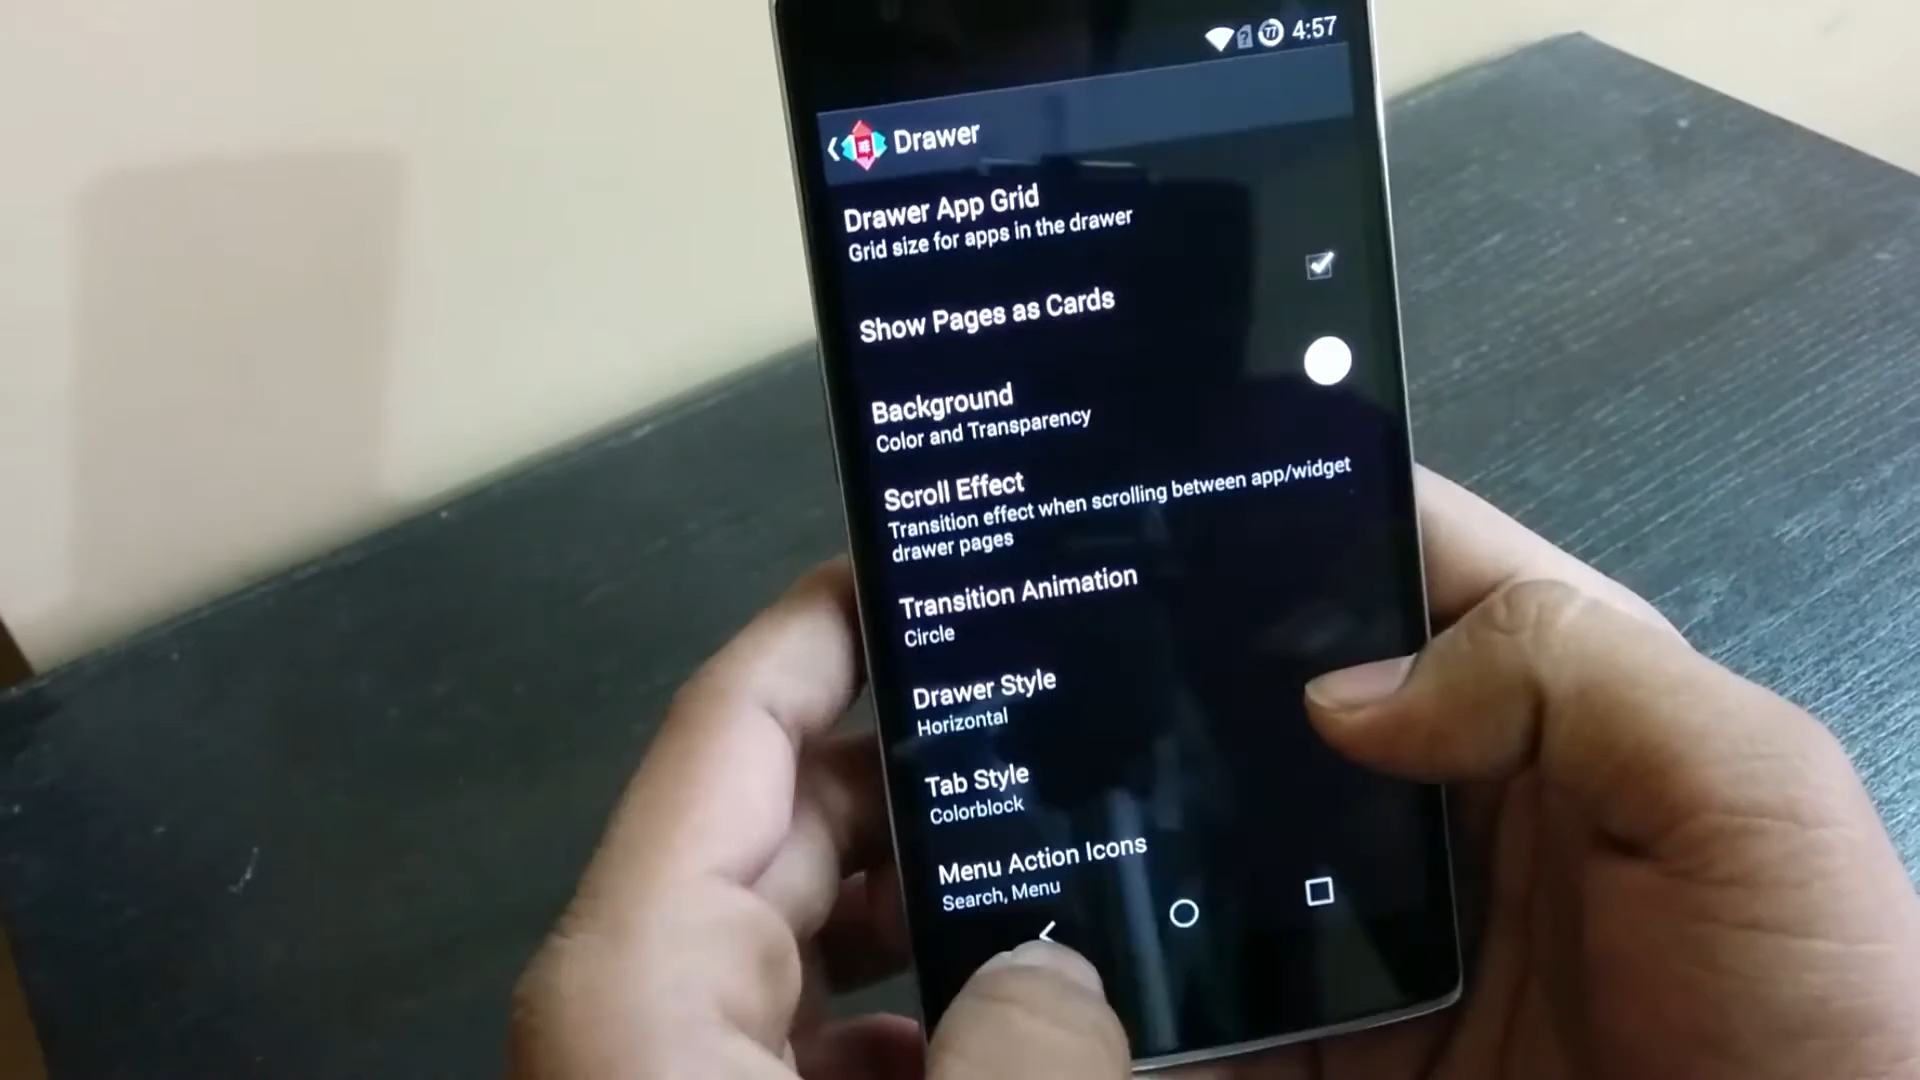 77 4:57
Drawer
Drawer App Grid
Grid size for apps in the drawer
Show Pages as Cards
Background
Color and Transparency
Scroll Effect
Transition effect when scrolling between app/widget
drawer pages
Transition Animation
Circle
Drawer Style
Horizontal
Tab Style
Colorblock
Menu Action Icons
Search, Menu